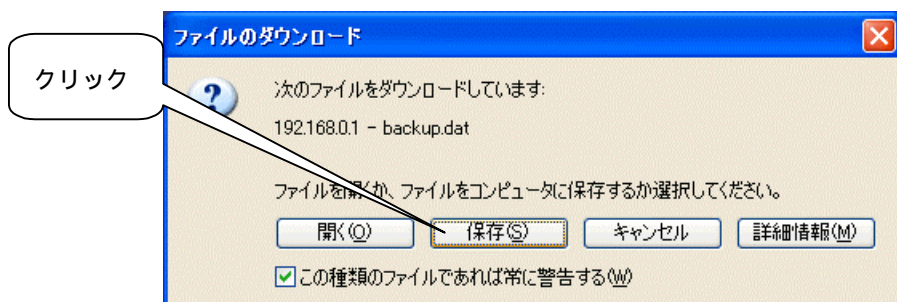 ファイルのダウンロード
クリック
次のファイルをダウンロードしています:
192.168.0.1 - backup.dat
ファイルを開くか、ファイルをコンピュータに保存するか選択してください。
開く(O) 保存(S) キャンセル 詳細情報(M)
この種類のファイルであれば常に警告する(W)